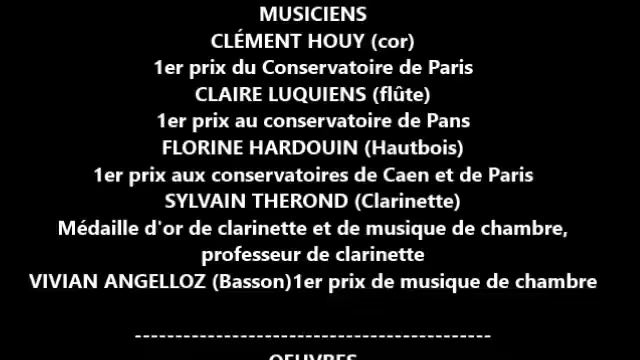 MUSICIENS
CLÉMENT HOUY (cor)
1er prix du Conservatoire de Paris
CLAIRE LUQUIENS (flûte)
1er prix au conservatoire de Pans
FLORINE HARDOUIN (Hautbois)
1er prix aux conservatoires de Caen et de Paris
SYLVAIN THEROND (Clarinette)
Médaille d'or de clarinette et de musique de chambre,
professeur de clarinette
VIVIAN ANGELLOZ (Basson)1er prix de musique de chambre
--------------------------------------------
OEUVRES